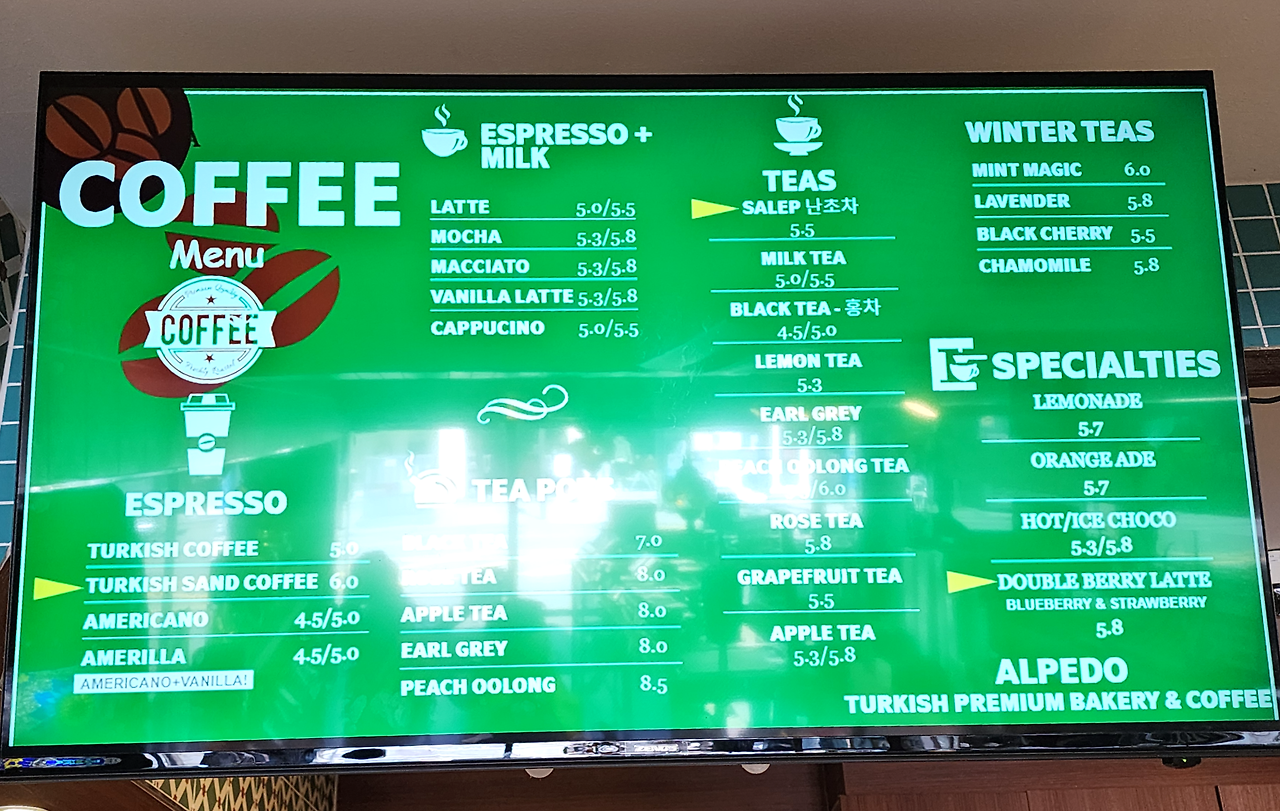 COFFEE
Menu
Premium Quality
COFFEE
Freshly Roasted
ESPRESSO
TURKISH COFFEE 5.0
TURKISH SAND COFFEE 6.0
AMERICANO 4.5/5.0
AMERILLA 4.5/5.0
AMERICANO+VANILLA!
ESPRESSO +
MILK
LATTE 5.0/5.5
MOCHA 5.3/5.8
MACCIATO 5.3/5.8
VANILLA LATTE 5.3/5.8
CAPPUCINO 5.0/5.5
TEA
BLACK TEA 7.0
TEA 8.0
APPLE TEA 8.0
EARL GREY 8.0
PEACH OOLONG 8.5
TEAS
SALEP 난초차
5.5
MILK TEA
5.0/5.5
BLACK TEA - 홍차
4.5/5.0
LEMON TEA
5.3
EARL GREY
5.3/5.8
PEACH OOLONG TEA
/6.0
ROSE TEA
5.8
GRAPEFRUIT TEA
5.5
APPLE TEA
5.3/5.8
WINTER TEAS
MINT MAGIC 6.0
LAVENDER 5.8
BLACK CHERRY 5.5
CHAMOMILE 5.8
SPECIALTIES
LEMONADE
5.7
ORANGE ADE
5.7
HOT/ICE CHOCO
5.3/5.8
DOUBLE BERRY LATTE
BLUEBERRY & STRAWBERRY
5.8
ALPEDO
TURKISH PREMIUM BAKERY & COFFEE